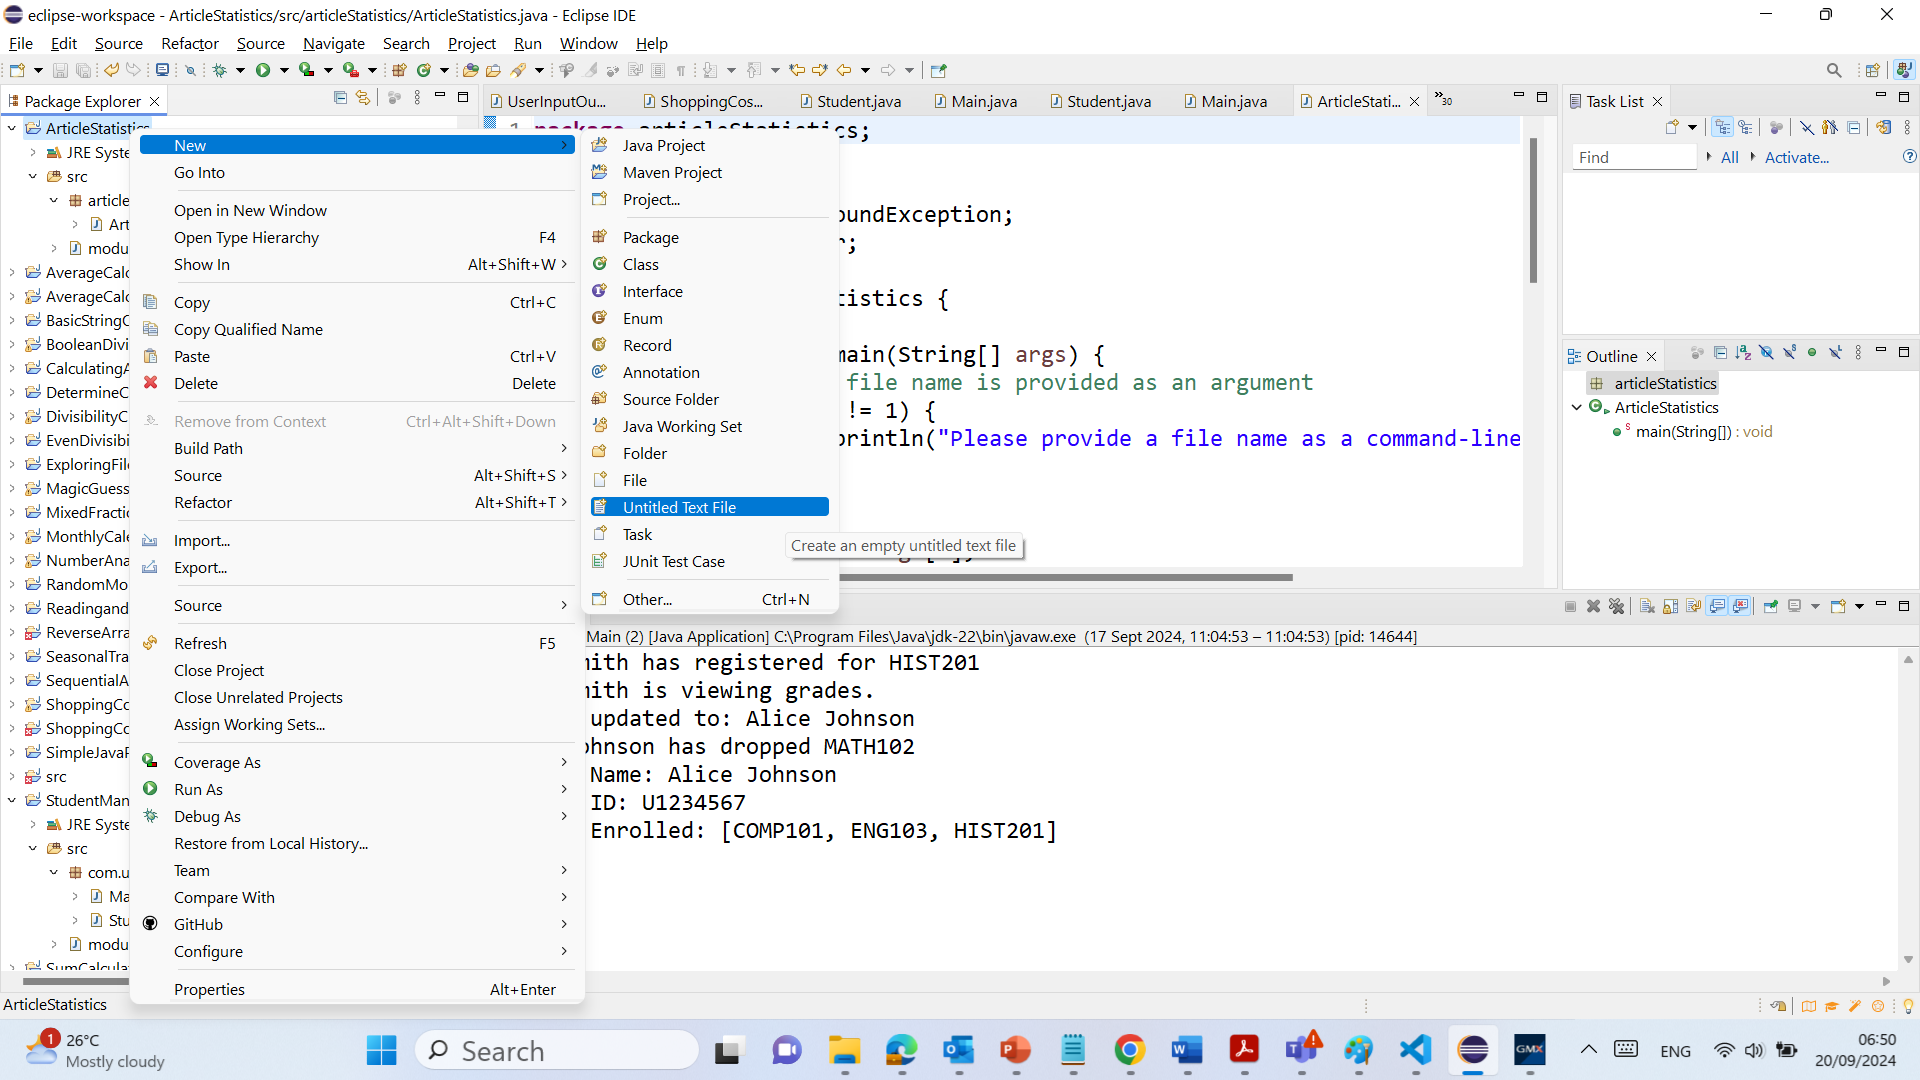 eclipse-workspace - ArticleStatistics/src/articleStatistics/ArticleStatistics.java - Eclipse IDE
File Edit Source Refactor Source Navigate Search Project Run Window Help
Package Explorer
ArticleStatistics
JRE Syste
src
article
Art
modu
AverageCalc
AverageCalc
BasicStringC
BooleanDivi
CalculatingA
DetermineC
DivisibilityC
EvenDivisibi
ExploringFil
MagicGuess
MixedFractic
MonthlyCale
NumberAna
RandomMo
Readingand
ReverseArra
SeasonalTra
SequentialA
ShoppingCo
ShoppingCo
SimpleJavaP
src
StudentMan
JRE Syste
src
com.u
Ma
Stu
modu
SumCalculat
ArticleStatistics
New
Go Into
Open in New Window
Open Type Hierarchy F4
Show In Alt+Shift+W
Copy Ctrl+C
Copy Qualified Name
Paste Ctrl+V
Delete Delete
Remove from Context Ctrl+Alt+Shift+Down
Build Path
Source Alt+Shift+S
Refactor Alt+Shift+T
Import...
Export...
Source
Refresh F5
Close Project
Close Unrelated Projects
Assign Working Sets...
Coverage As
Run As
Debug As
Restore from Local History...
Team
Compare With
GitHub
Configure
Properties Alt+Enter
Java Project
Maven Project
Project...
Package
Class
Interface
Enum
Record
Annotation
Source Folder
Java Working Set
Folder
File
Untitled Text File
Task
JUnit Test Case
Other... Ctrl+N
Create an empty untitled text file
UserInputOu... ShoppingCos... Student.java Main.java Student.java Main.java ArticleStati... 30
1 package articleStatistics;
oundException;
r;
tistics {
main(String[] args) {
file name is provided as an argument
!= 1) {
println("Please provide a file name as a command-line
Main (2) [Java Application] C:\Program Files\Java\jdk-22\bin\javaw.exe (17 Sept 2024, 11:04:53 – 11:04:53) [pid: 14644]
mith has registered for HIST201
mith is viewing grades.
updated to: Alice Johnson
ohnson has dropped MATH102
Name: Alice Johnson
ID: U1234567
Enrolled: [COMP101, ENG103, HIST201]
Task List
Find All Activate...
Outline
articleStatistics
ArticleStatistics
main(String[]) : void
1
26°C
Mostly cloudy
Search
GMX
ENG
06:50
20/09/2024